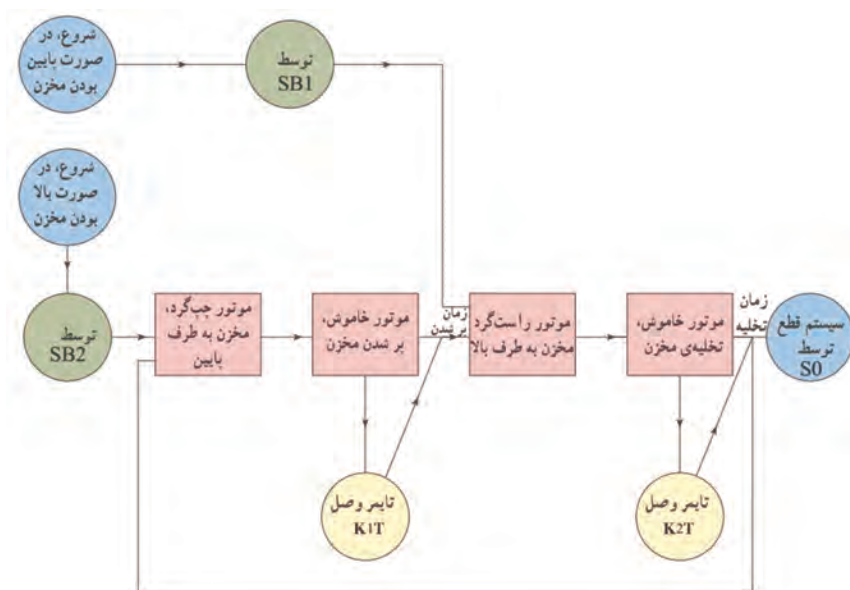 شروع، در
صورت پایین
بودن مخزن
توسط
SB1
شروع، در
صورت بالا
بودن مخزن
توسط
SB2
موتور چپ‌گرد،
مخزن به طرف
پایین
موتور خاموش،
پر شدن مخزن
زمان
پر شدن
موتور راست‌گرد
مخزن به طرف بالا
موتور خاموش،
تخلیه‌ی مخزن
زمان
تخلیه
سیستم قطع
توسط
S0
تایمر وصل
K1T
تایمر وصل
K2T